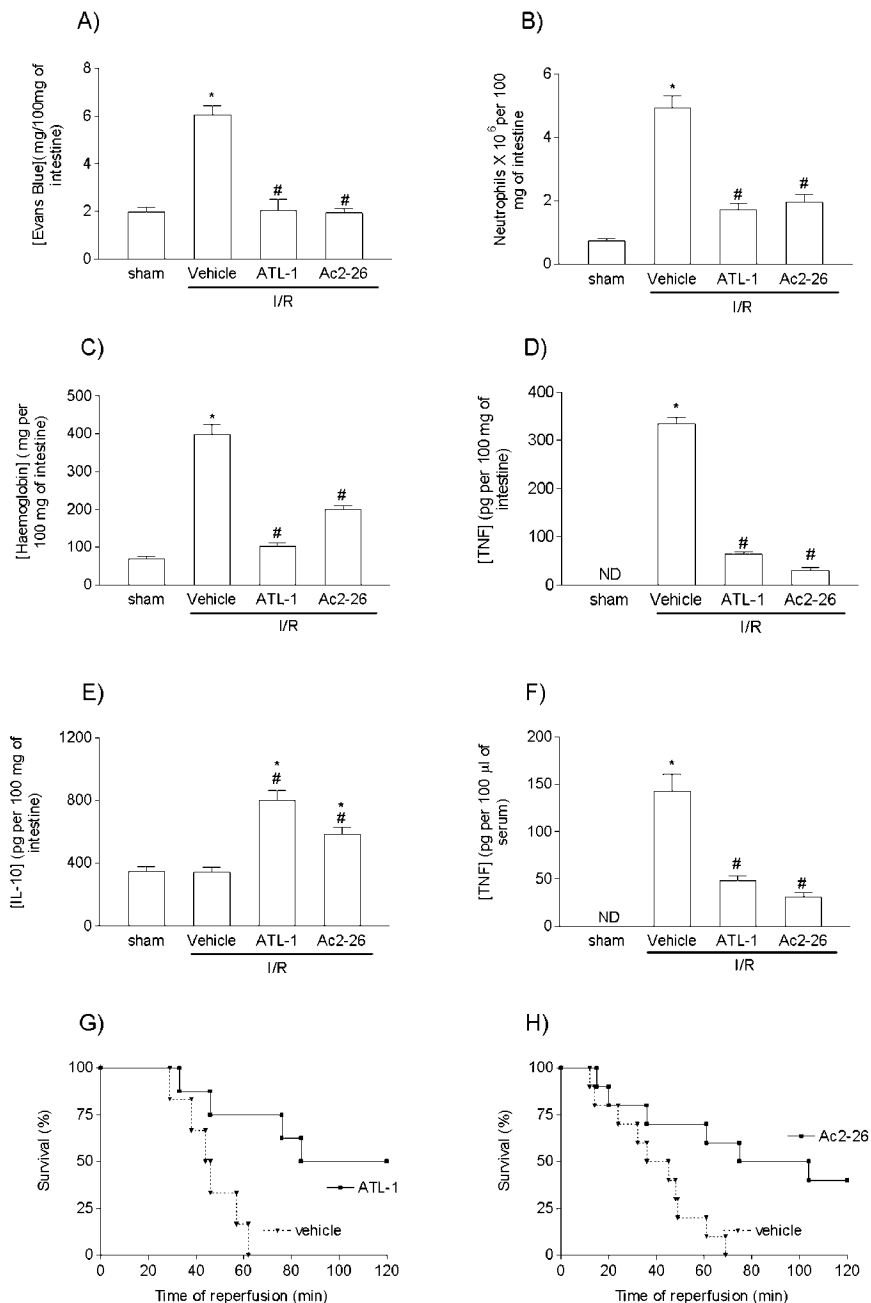 A)
[Evans Blue] ( mg/100mg of
intestine)
8
6
4
2
0
*
#
#
sham
Vehicle
ATL-1
Ac2-26
I/R
B)
Neutrophils X 10⁶ per 100
mg of intestine
6
4
2
0
*
#
#
sham
Vehicle
ATL-1
Ac2-26
I/R
C)
[Haemoglobin] ( mg per
100 mg of intestine)
500
400
300
200
100
0
*
#
#
sham
Vehicle
ATL-1
Ac2-26
I/R
D)
[TNF] (pg per 100 mg of
intestine)
400
300
200
100
0
ND
*
#
#
sham
Vehicle
ATL-1
Ac2-26
I/R
E)
[IL-10] (pg per 100 mg of
intestine)
1200
800
400
0
*
#
*
#
sham
Vehicle
ATL-1
Ac2-26
I/R
F)
[TNF] (pg per 100 µl of
serum)
200
150
100
50
0
ND
*
#
#
sham
Vehicle
ATL-1
Ac2-26
I/R
G)
Survival (%)
100
75
50
25
0
ATL-1
vehicle
0 20 40 60 80 100 120
Time of reperfusion (min)
H)
Survival (%)
100
75
50
25
0
Ac2-26
vehicle
0 20 40 60 80 100 120
Time of reperfusion (min)